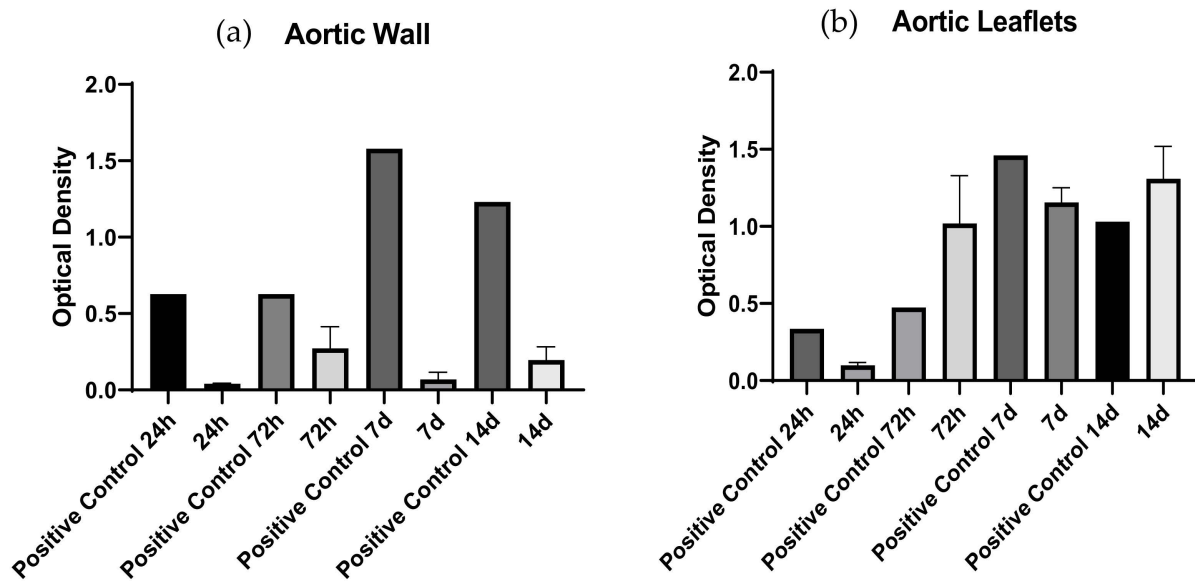 (a) Aortic Wall
Optical Density
2.0
1.5
1.0
0.5
0.0
Positive Control 24h
24h
Positive Control 72h
72h
Positive Control 7d
7d
Positive Control 14d
14d
(b) Aortic Leaflets
Optical Density
2.0
1.5
1.0
0.5
0.0
Positive Control 24h
24h
Positive Control 72h
72h
Positive Control 7d
7d
Positive Control 14d
14d